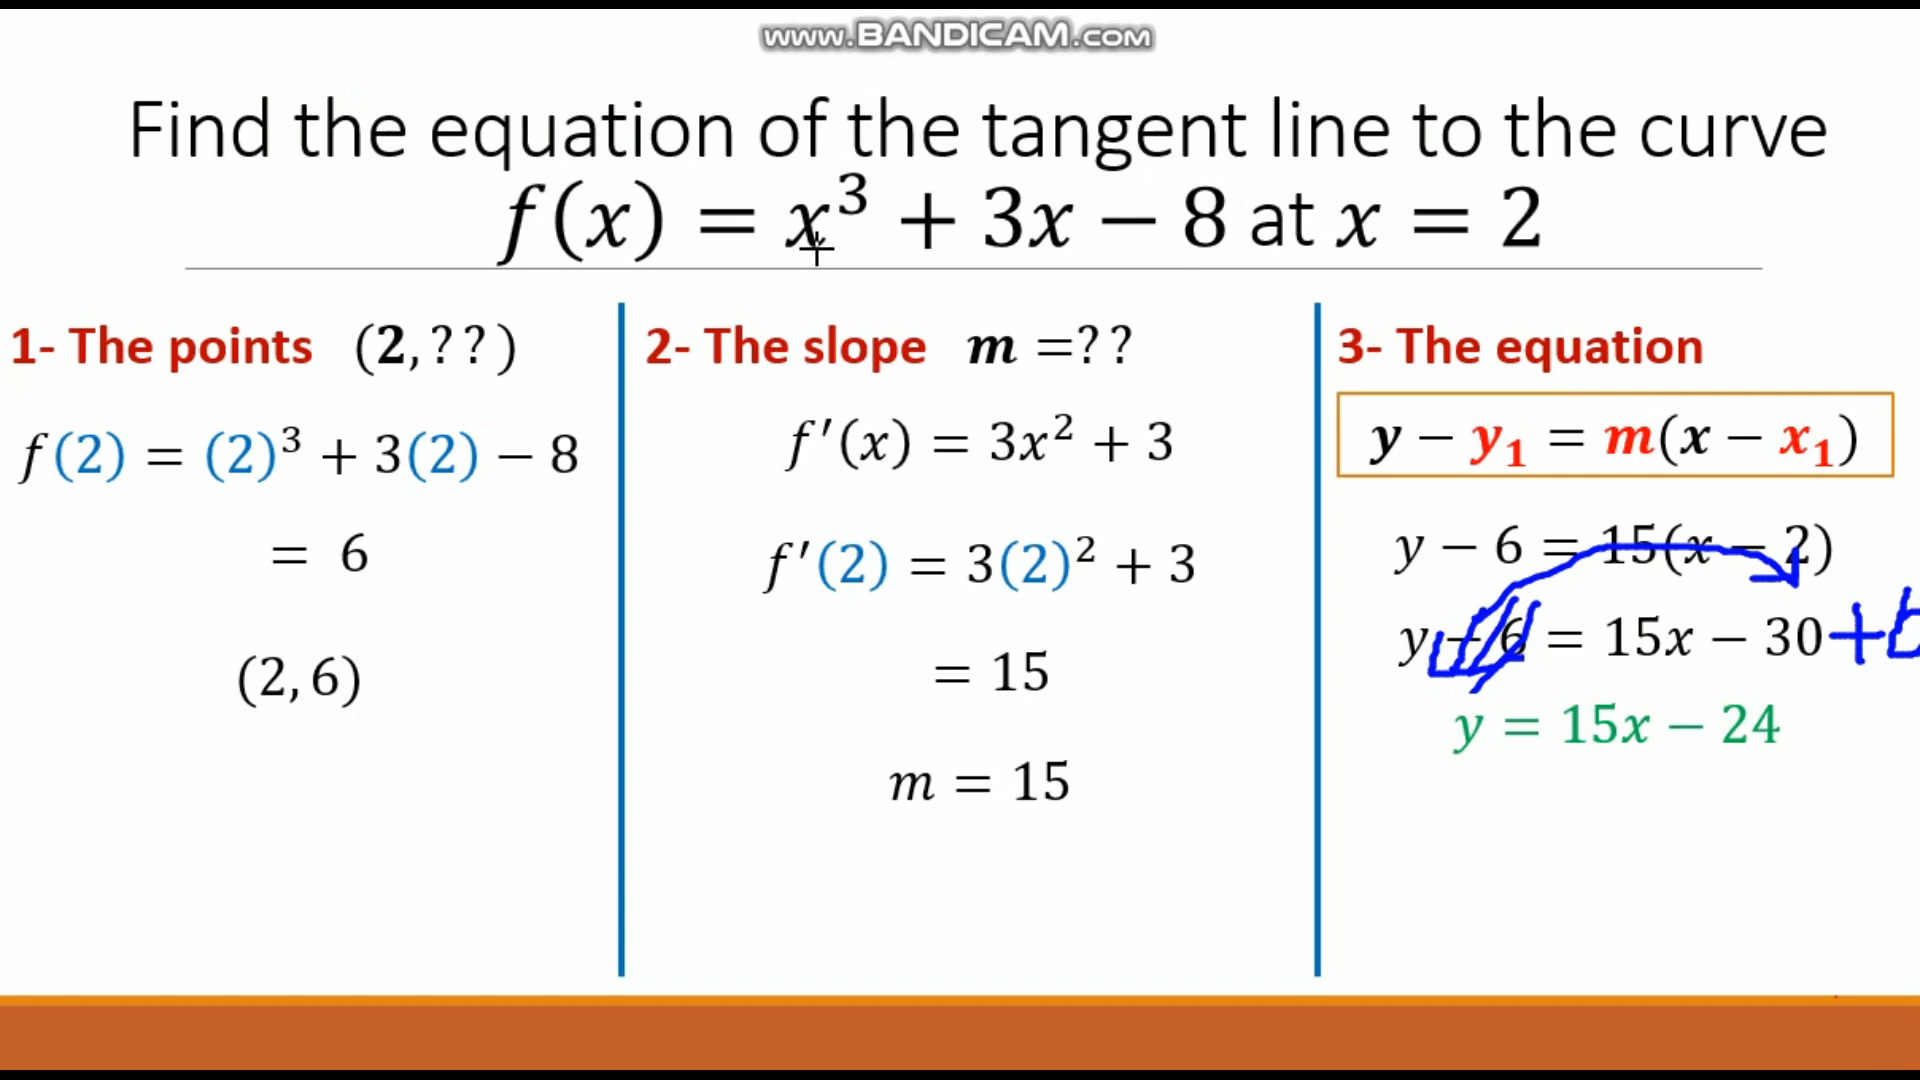 www.BANDICAM.com
Find the equation of the tangent line to the curve
f(x) = x³ + 3x − 8 at x = 2
1- The points (2,??)
f(2) = (2)³ + 3(2) − 8
= 6
(2,6)
2- The slope m =??
f′(x) = 3x² + 3
f′(2) = 3(2)² + 3
= 15
m = 15
3- The equation
y − y₁ = m(x − x₁)
y − 6 = 15(x − 2)
y − 6 = 15x − 30 +
y = 15x − 24